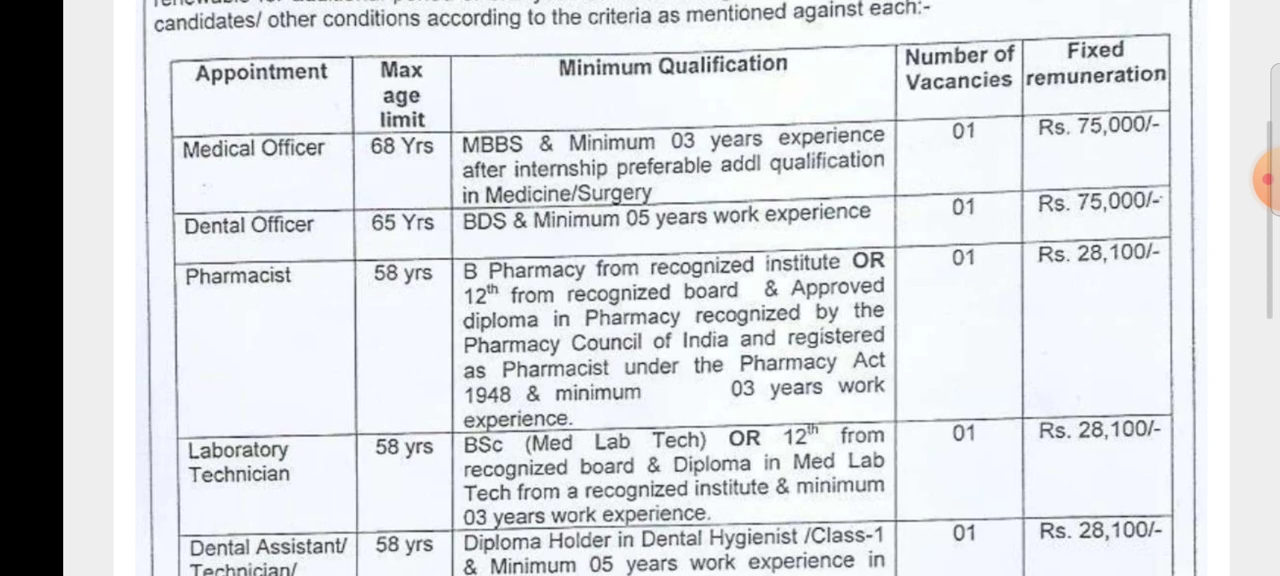 candidates/ other conditions according to the criteria as mentioned against each:-
Appointment
Max
age
limit
Minimum Qualification
Number of
Vacancies
Fixed
remuneration
Medical Officer
68 Yrs
MBBS & Minimum 03 years experience
after internship preferable addl qualification
in Medicine/Surgery
01
Rs. 75,000/-
Dental Officer
65 Yrs
BDS & Minimum 05 years work experience
01
Rs. 75,000/-
Pharmacist
58 yrs
B Pharmacy from recognized institute OR
12th from recognized board & Approved
diploma in Pharmacy recognized by the
Pharmacy Council of India and registered
as Pharmacist under the Pharmacy Act
1948 & minimum 03 years work
experience.
01
Rs. 28,100/-
Laboratory
Technician
58 yrs
BSc (Med Lab Tech) OR 12th from
recognized board & Diploma in Med Lab
Tech from a recognized institute & minimum
03 years work experience.
01
Rs. 28,100/-
Dental Assistant/
Technician/
58 yrs
Diploma Holder in Dental Hygienist /Class-1
& Minimum 05 years work experience in
01
Rs. 28,100/-